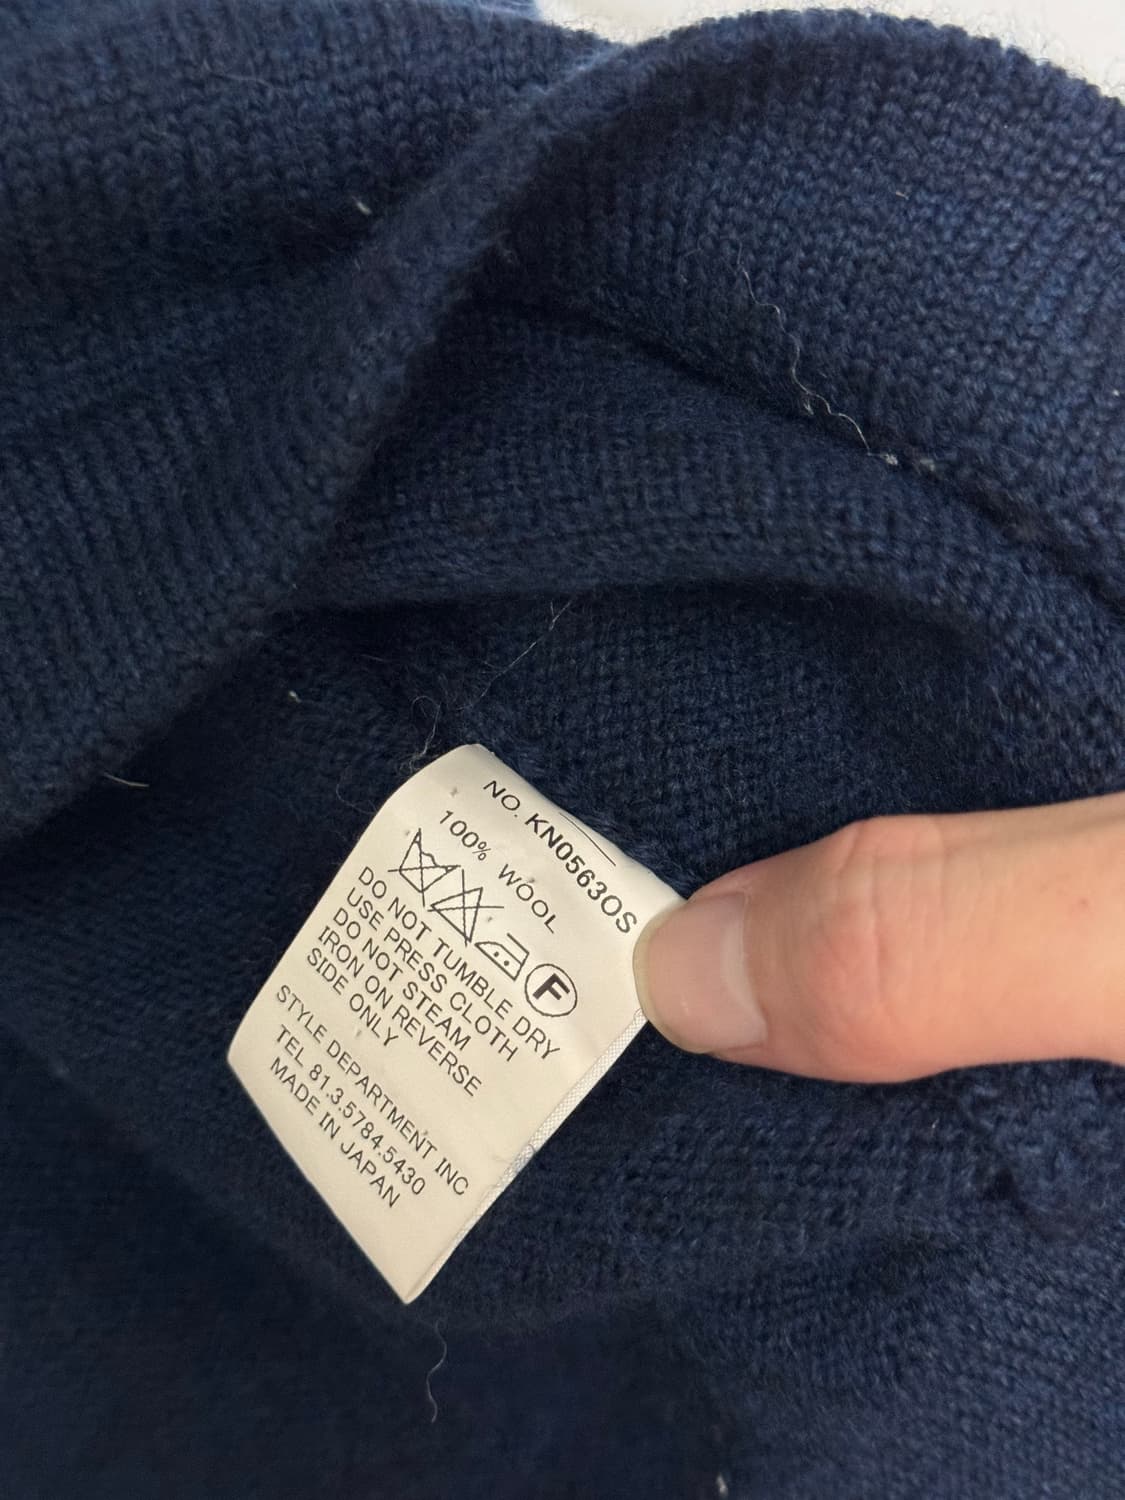 NO. KN0563OS
100% WOOL
F
DO NOT TUMBLE DRY
USE PRESS CLOTH
DO NOT STEAM
IRON ON REVERSE
SIDE ONLY
STYLE DEPARTMENT INC
TEL 81.3.5784.5430
MADE IN JAPAN